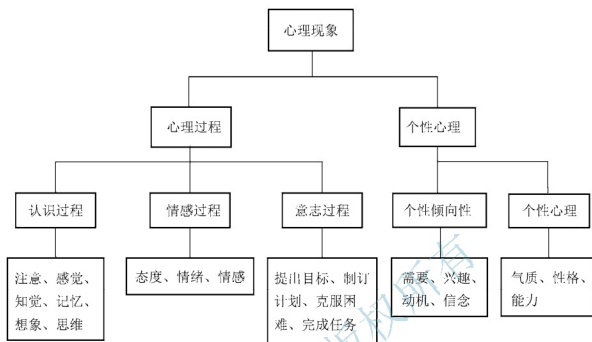 心理现象
心理过程
个性心理
认识过程
情感过程
意志过程
个性倾向性
个性心理
注意、感觉、
知觉、记忆、
想象、思维
态度、情绪、情感
提出目标、制订
计划、克服困
难、完成任务
需要、兴趣、
动机、信念
气质、性格、
能力
版权所有